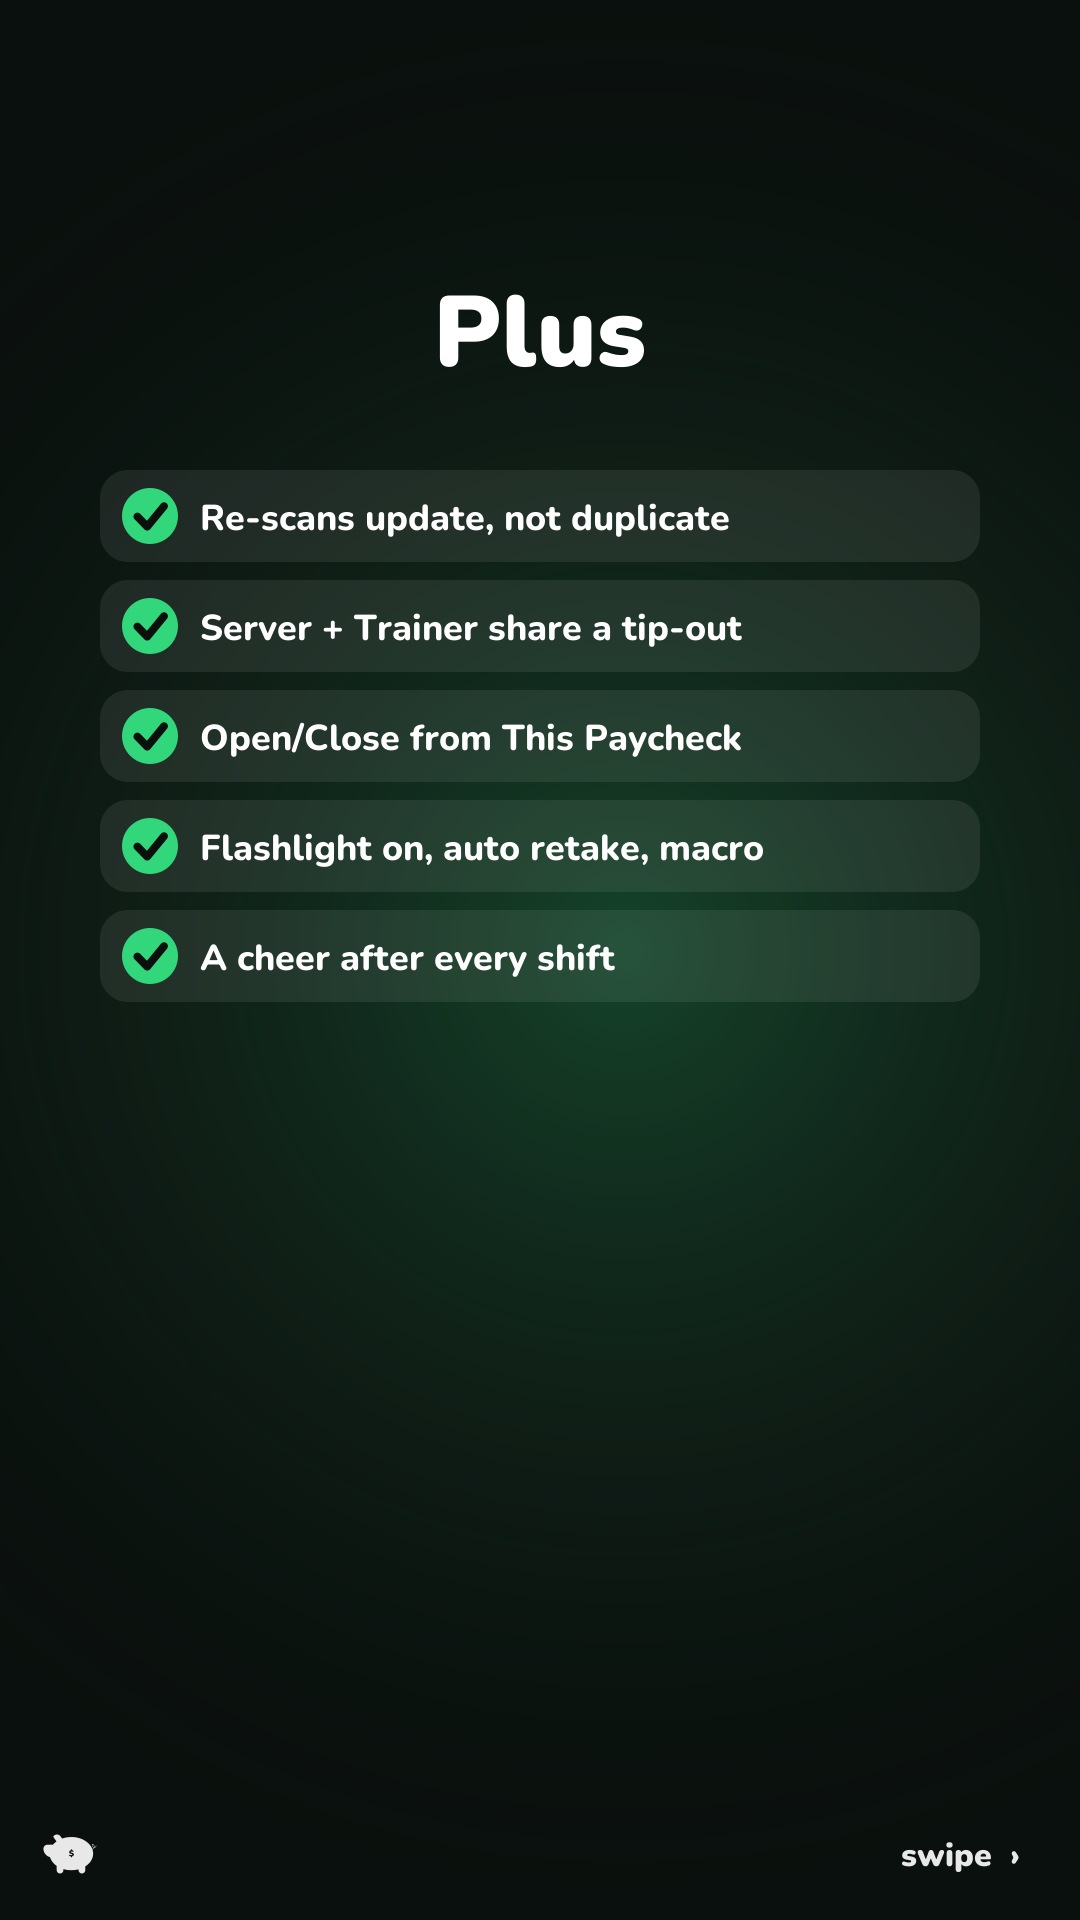 Plus
Re-scans update, not duplicate
Server + Trainer share a tip-out
Open/Close from This Paycheck
Flashlight on, auto retake, macro
A cheer after every shift
$
swipe ›